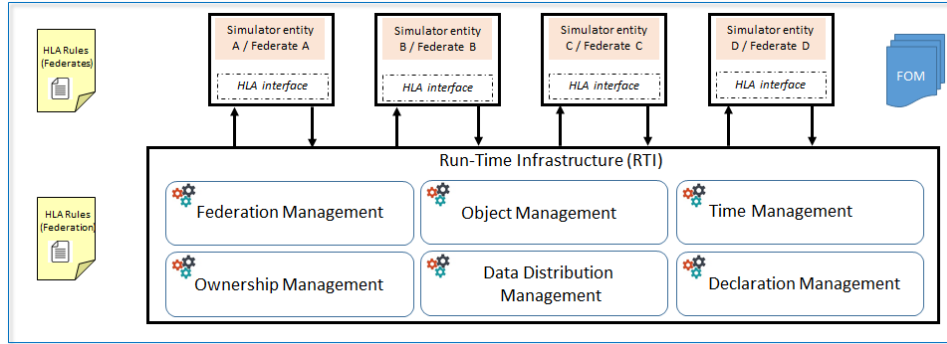 HLA Rules
(Federates)
Simulator entity
A / Federate A
HLA interface
Simulator entity
B / Federate B
HLA interface
Simulator entity
C / Federate C
HLA interface
Simulator entity
D / Federate D
HLA interface
FOM
Run-Time Infrastructure (RTI)
HLA Rules
(Federation)
Federation Management
Object Management
Time Management
Ownership Management
Data Distribution
Management
Declaration Management